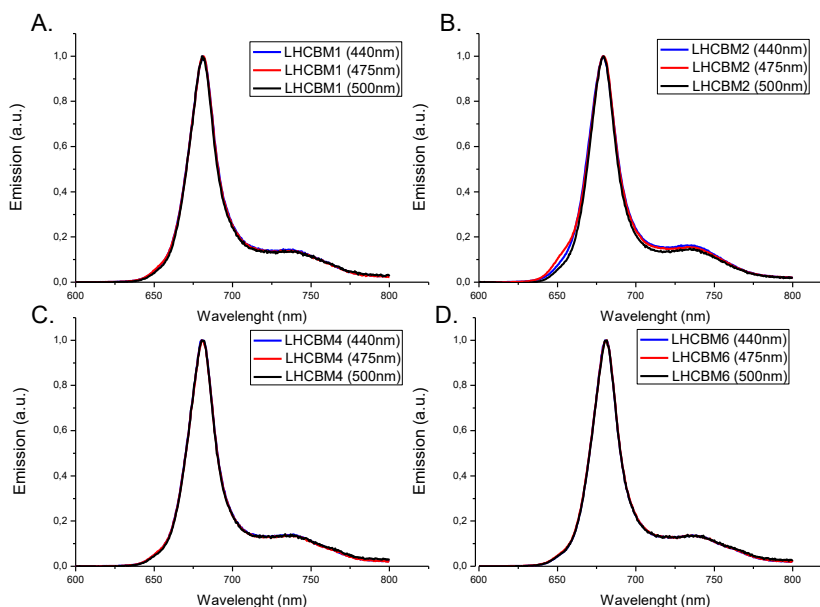 A.
LHCBM1 (440nm)
LHCBM1 (475nm)
LHCBM1 (500nm)
Emission (a.u.)
1,0
0,8
0,6
0,4
0,2
0,0
600 650 700 750 800
Wavelenght (nm)
B.
LHCBM2 (440nm)
LHCBM2 (475nm)
LHCBM2 (500nm)
Emission (a.u.)
1,0
0,8
0,6
0,4
0,2
0,0
600 650 700 750 800
Wavelenght (nm)
C.
LHCBM4 (440nm)
LHCBM4 (475nm)
LHCBM4 (500nm)
Emission (a.u.)
1,0
0,8
0,6
0,4
0,2
0,0
600 650 700 750 800
Wavelenght (nm)
D.
LHCBM6 (440nm)
LHCBM6 (475nm)
LHCBM6 (500nm)
Emission (a.u.)
1,0
0,8
0,6
0,4
0,2
0,0
600 650 700 750 800
Wavelenght (nm)